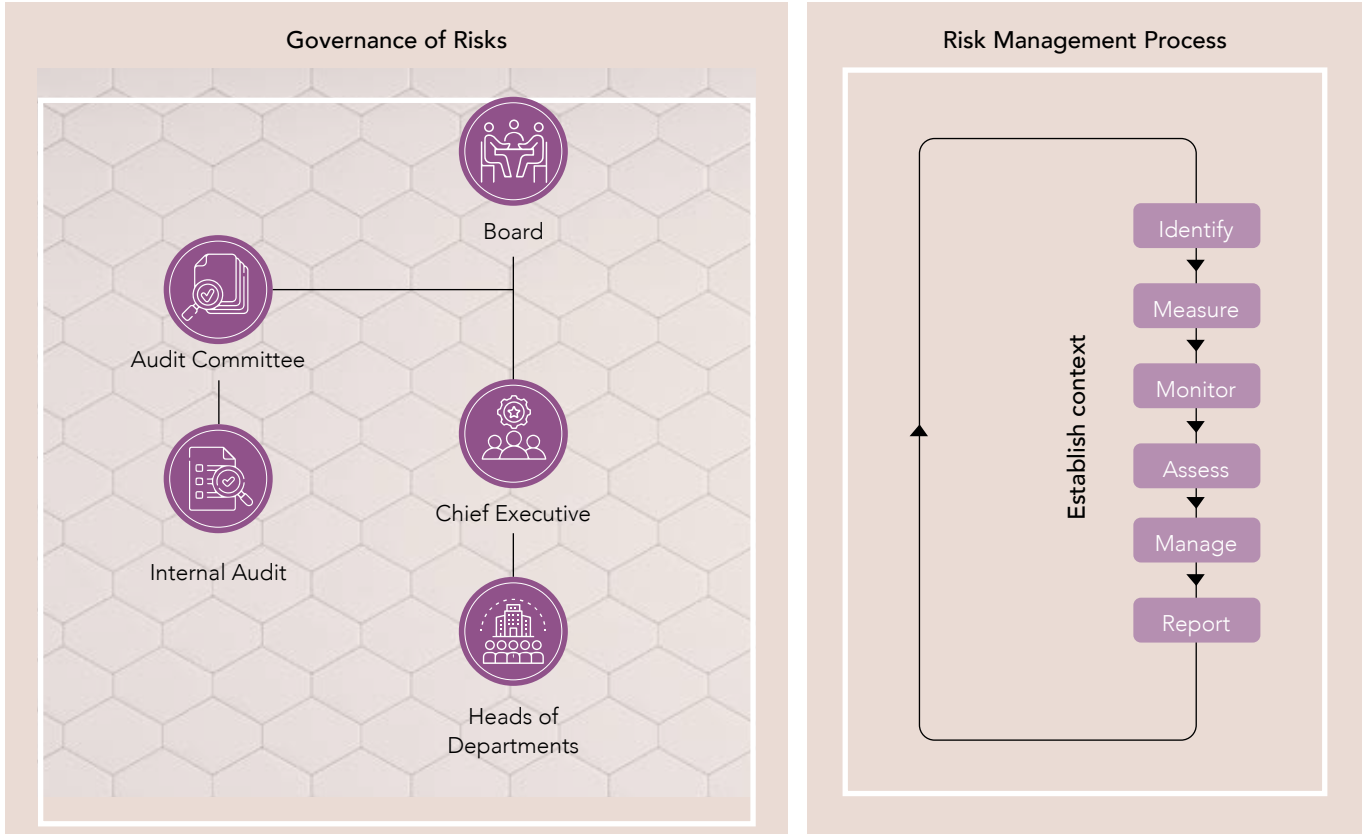 Governance of Risks
Board
Audit Committee
Internal Audit
Chief Executive
Heads of
Departments
Risk Management Process
Establish context
Identify
Measure
Monitor
Assess
Manage
Report